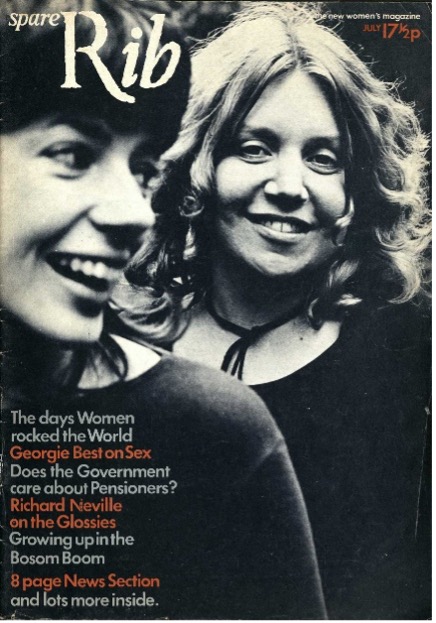 spare Rib
the new women's magazine
JULY 17½p
The days Women
rocked the World
Georgie Best on Sex
Does the Government
care about Pensioners?
Richard Neville
on the Glossies
Growing up in the
Bosom Boom
8 page News Section
and lots more inside.